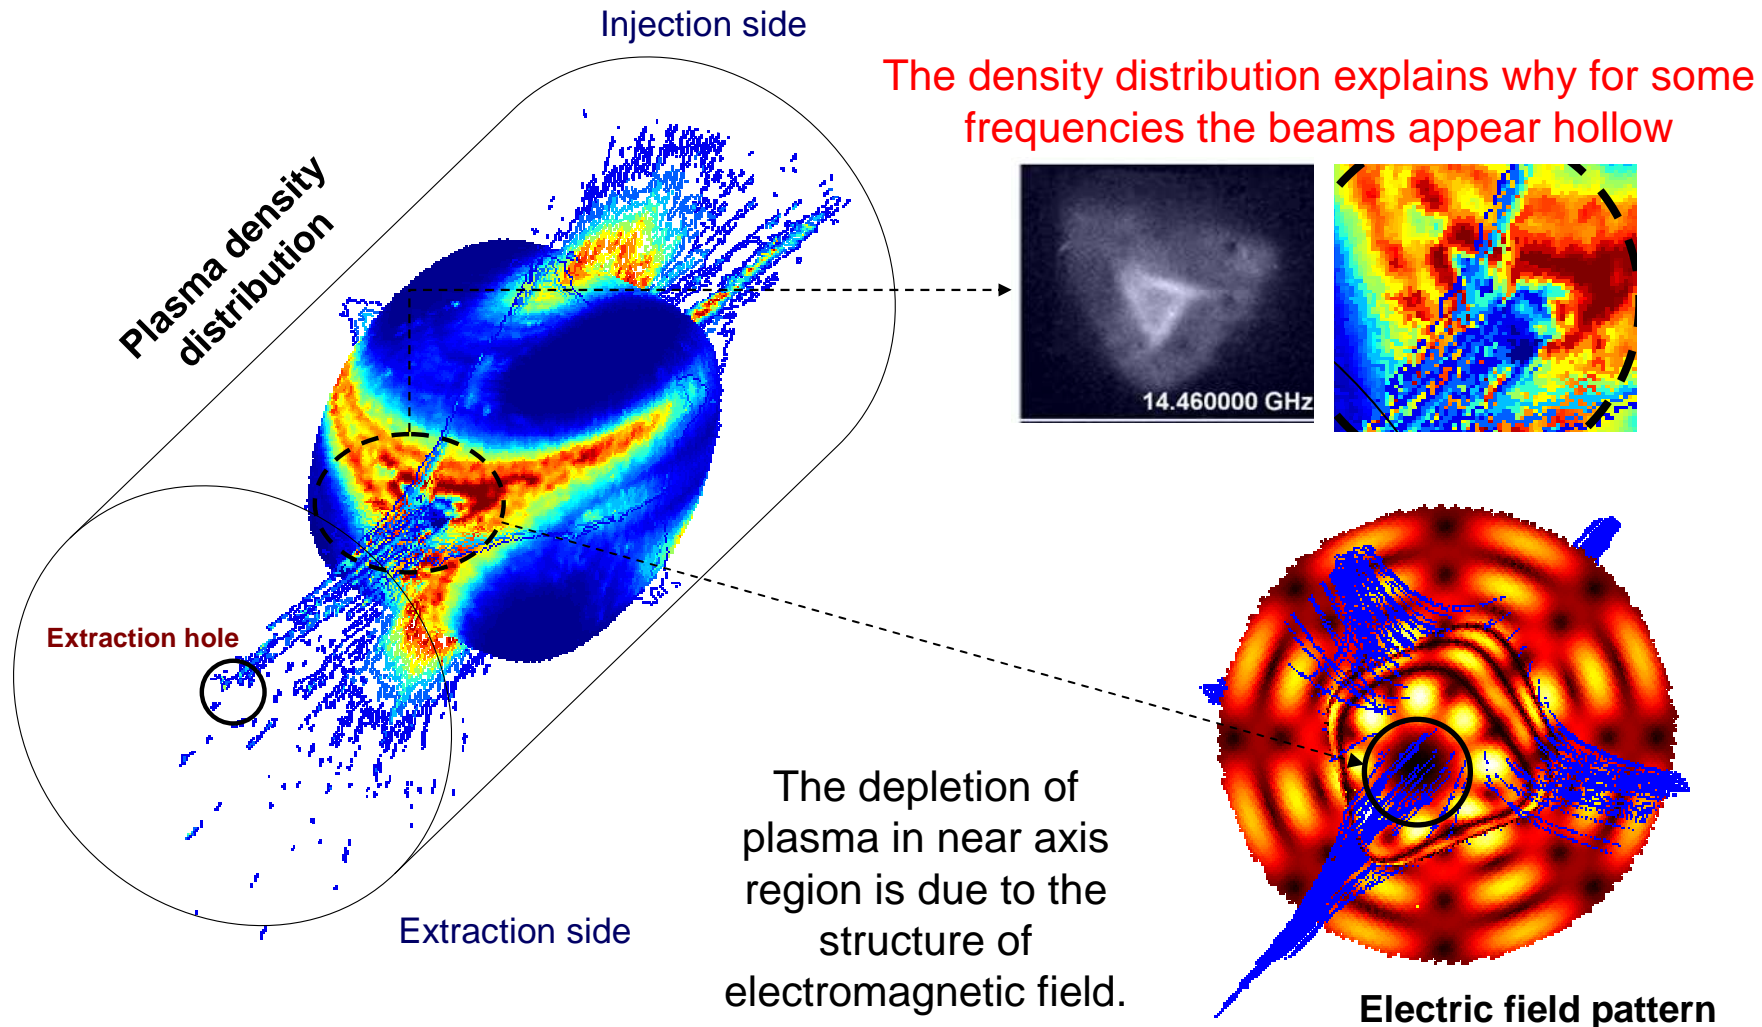 Injection side
The density distribution explains why for some
frequencies the beams appear hollow
Plasma density
distribution
14.460000 GHz
Extraction hole
The depletion of
plasma in near axis
region is due to the
structure of
electromagnetic field.
Extraction side
Electric field pattern